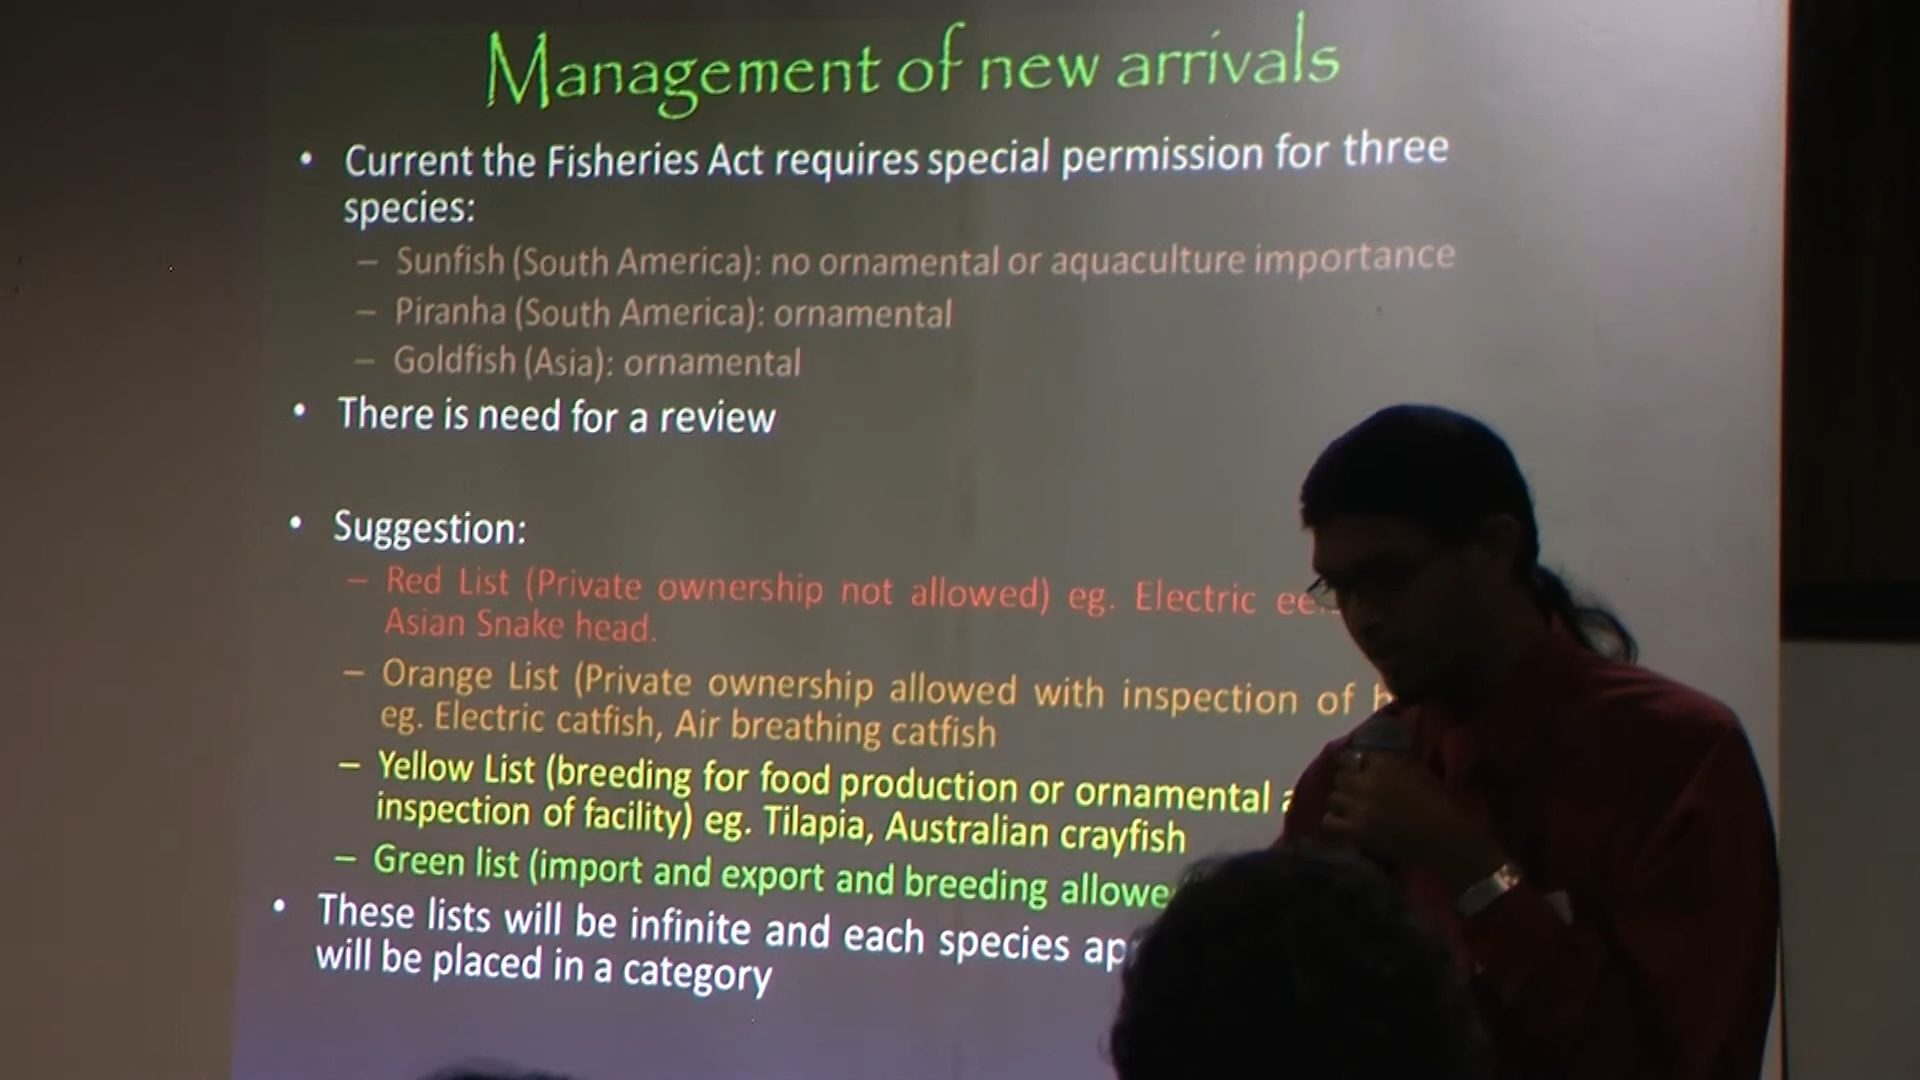 Management of new arrivals
• Current the Fisheries Act requires special permission for three
species:
– Sunfish (South America): no ornamental or aquaculture importance
– Piranha (South America): ornamental
– Goldfish (Asia): ornamental
• There is need for a review
• Suggestion:
– Red List (Private ownership not allowed) eg. Electric
Asian Snake head.
– Orange List (Private ownership allowed with inspection of
eg. Electric catfish, Air breathing catfish
– Yellow List (breeding for food production or ornamental
inspection of facility) eg. Tilapia, Australian crayfish
– Green list (import and export and breeding
• These lists will be infinite and each species
will be placed in a category